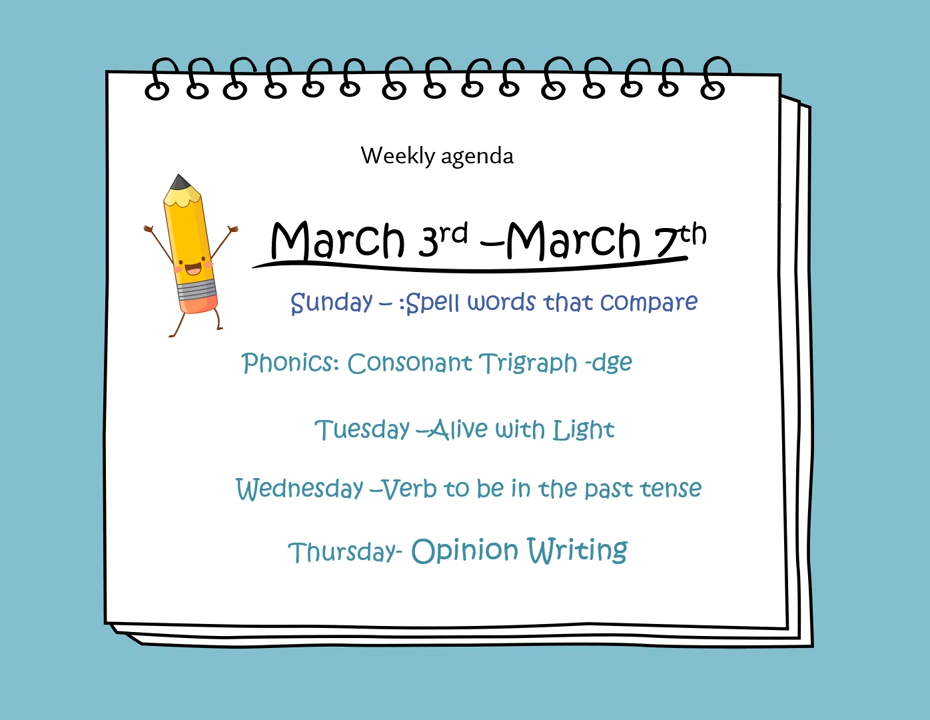 Weekly agenda
March 3rd –March 7th
Sunday – :Spell words that compare
Phonics: Consonant Trigraph -dge
Tuesday –Alive with Light
Wednesday –Verb to be in the past tense
Thursday- Opinion Writing